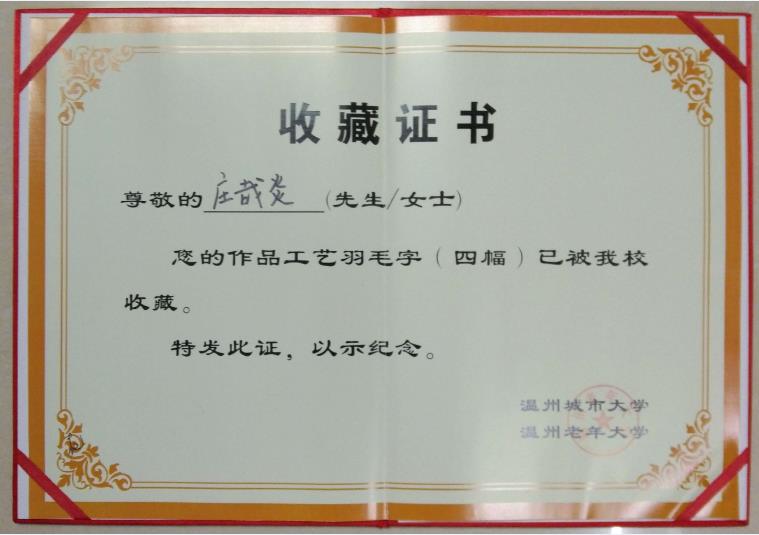 收藏证书
尊敬的庄哉炎(先生/女士)
您的作品工艺羽毛字(四幅)已被我校
收藏。
特发此证，以示纪念。
温州城市大学
温州老年大学